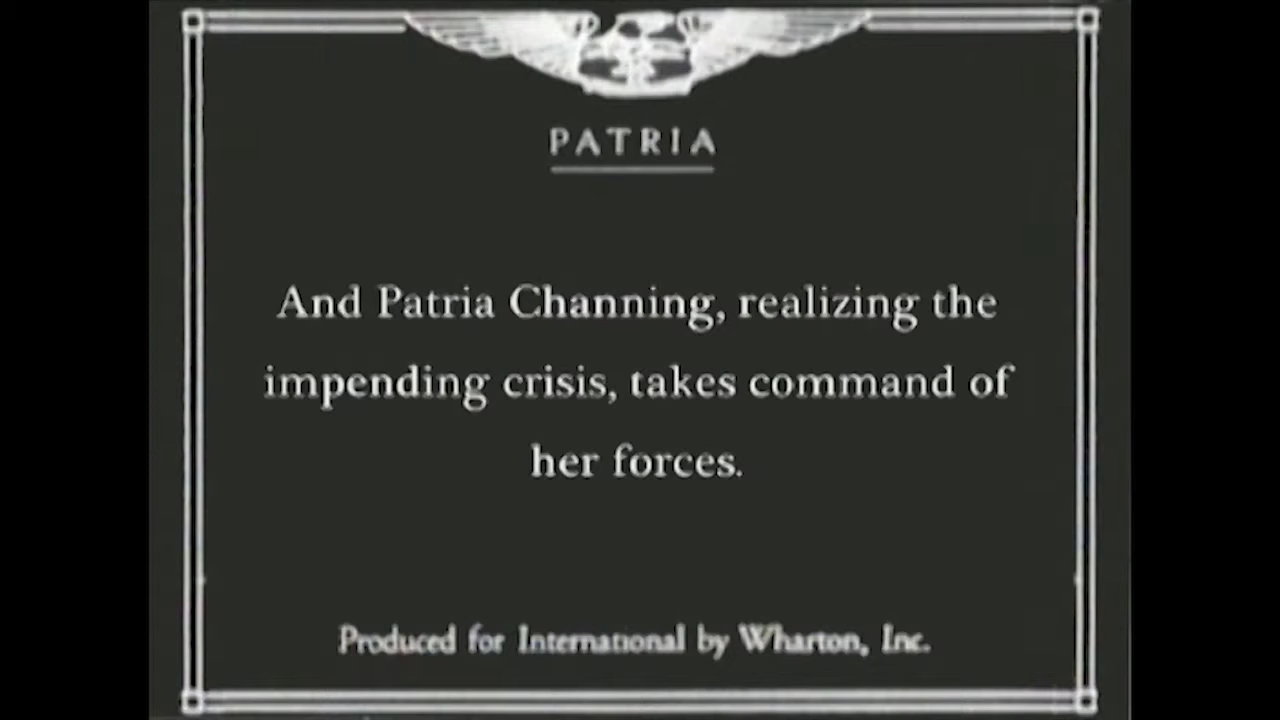 PATRIA
And Patria Channing, realizing the
impending crisis, takes command of
her forces.
Produced for International by Wharton, Inc.